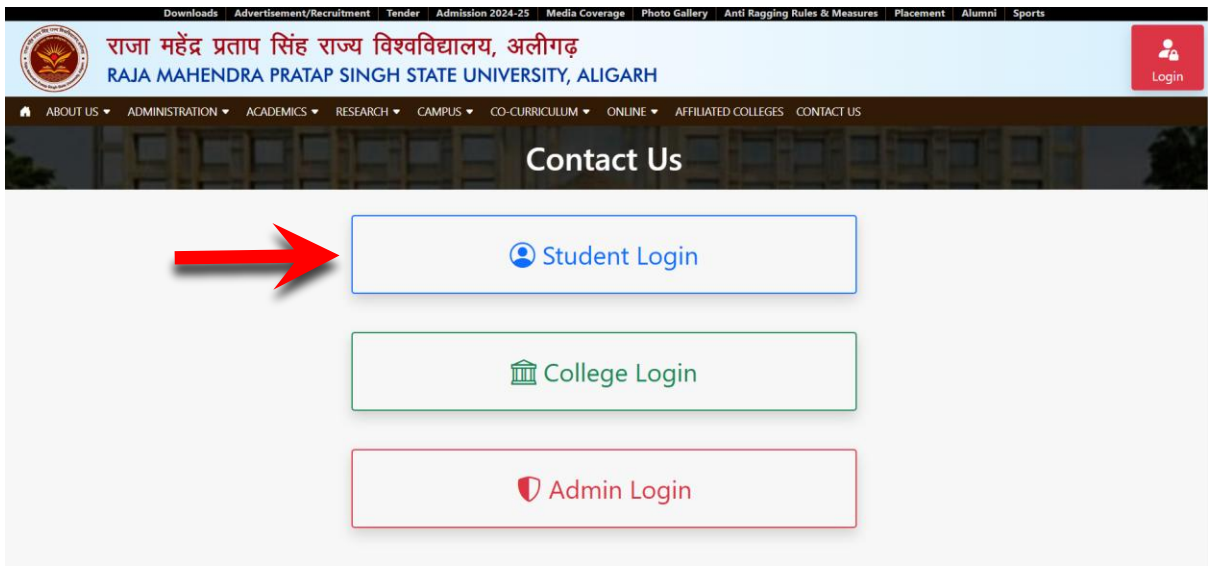 Downloads Advertisement/Recruitment Tender Admission 2024-25 Media Coverage Photo Gallery Anti Ragging Rules & Measures Placement Alumni Sports
राजा महेंद्र प्रताप सिंह राज्य विश्वविद्यालय, अलीगढ़
RAJA MAHENDRA PRATAP SINGH STATE UNIVERSITY, ALIGARH
Login
ABOUT US ADMINISTRATION ACADEMICS RESEARCH CAMPUS CO-CURRICULUM ONLINE AFFILIATED COLLEGES CONTACT US
Contact Us
Student Login
College Login
Admin Login